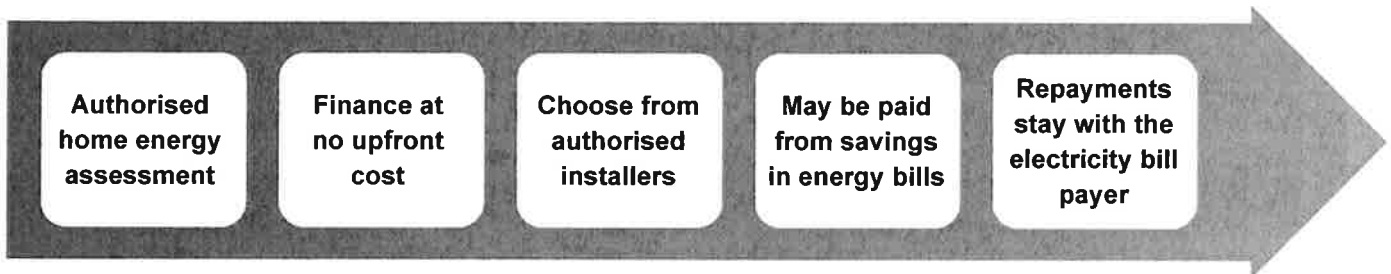 Authorised
home energy
assessment
Finance at
no upfront
cost
Choose from
authorised
installers
May be paid
from savings
in energy bills
Repayments
stay with the
electricity bill
payer